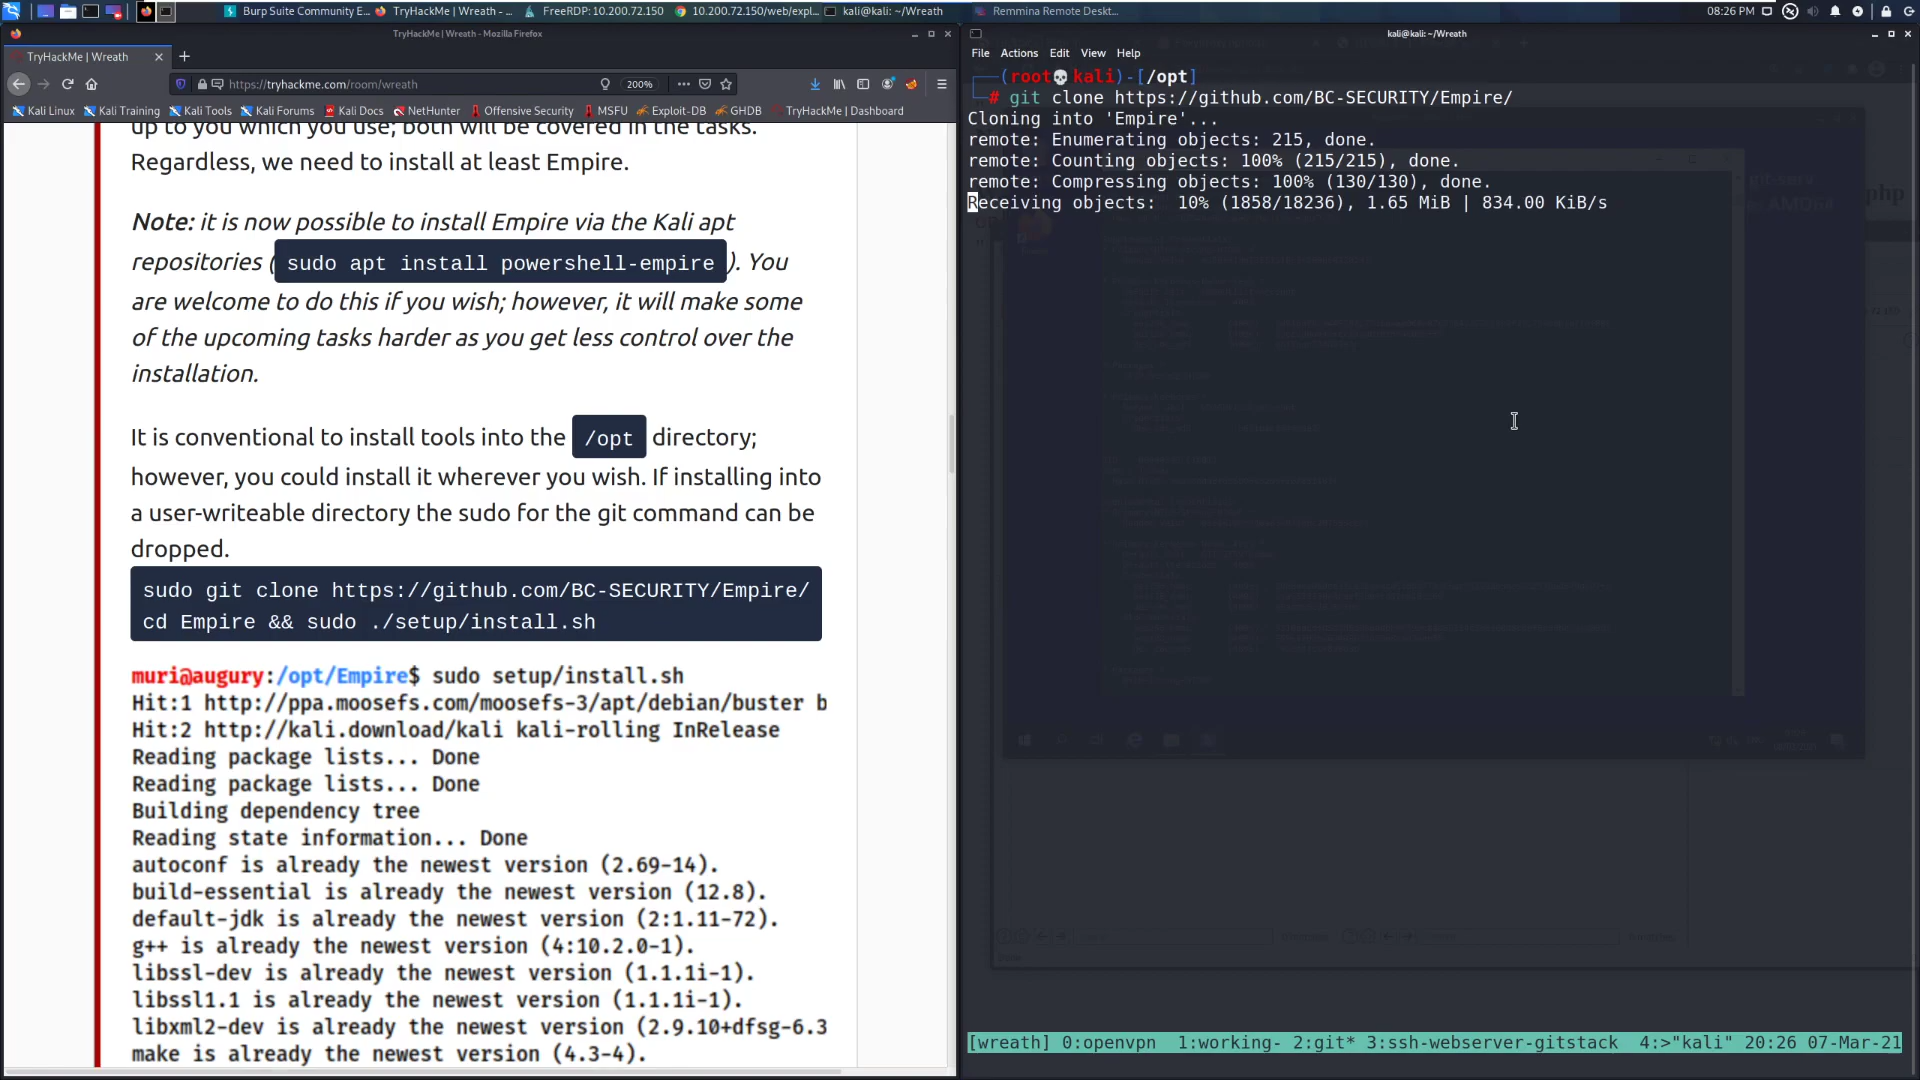 Burp Suite Community E...
TryHackMe | Wreath - ...
FreeRDP: 10.200.72.150
10.200.72.150/web/expl...
kali@kali: ~/Wreath
Remmina Remote Deskt...
08:26 PM
TryHackMe | Wreath - Mozilla Firefox
TryHackMe | Wreath
https://tryhackme.com/room/wreath
200%
Kali Linux Kali Training Kali Tools Kali Forums Kali Docs NetHunter Offensive Security MSFU Exploit-DB GHDB TryHackMe | Dashboard
up to you which you use; both will be covered in the tasks.
Regardless, we need to install at least Empire.
Note: it is now possible to install Empire via the Kali apt
repositories ( sudo apt install powershell-empire ). You
are welcome to do this if you wish; however, it will make some
of the upcoming tasks harder as you get less control over the
installation.
It is conventional to install tools into the /opt directory;
however, you could install it wherever you wish. If installing into
a user-writeable directory the sudo for the git command can be
dropped.
sudo git clone https://github.com/BC-SECURITY/Empire/
cd Empire && sudo ./setup/install.sh
muri@augury:/opt/Empire$ sudo setup/install.sh
Hit:1 http://ppa.moosefs.com/moosefs-3/apt/debian/buster b
Hit:2 http://kali.download/kali kali-rolling InRelease
Reading package lists... Done
Reading package lists... Done
Building dependency tree
Reading state information... Done
autoconf is already the newest version (2.69-14).
build-essential is already the newest version (12.8).
default-jdk is already the newest version (2:1.11-72).
g++ is already the newest version (4:10.2.0-1).
libssl-dev is already the newest version (1.1.1i-1).
libssl1.1 is already the newest version (1.1.1i-1).
libxml2-dev is already the newest version (2.9.10+dfsg-6.3
make is already the newest version (4.3-4).
kali@kali: ~/Wreath
File Actions Edit View Help
(root💀kali)-[/opt]
# git clone https://github.com/BC-SECURITY/Empire/
Cloning into 'Empire'...
remote: Enumerating objects: 215, done.
remote: Counting objects: 100% (215/215), done.
remote: Compressing objects: 100% (130/130), done.
Receiving objects:  10% (1858/18236), 1.65 MiB | 834.00 KiB/s
[wreath] 0:openvpn  1:working- 2:git* 3:ssh-webserver-gitstack  4:>"kali" 20:26 07-Mar-21